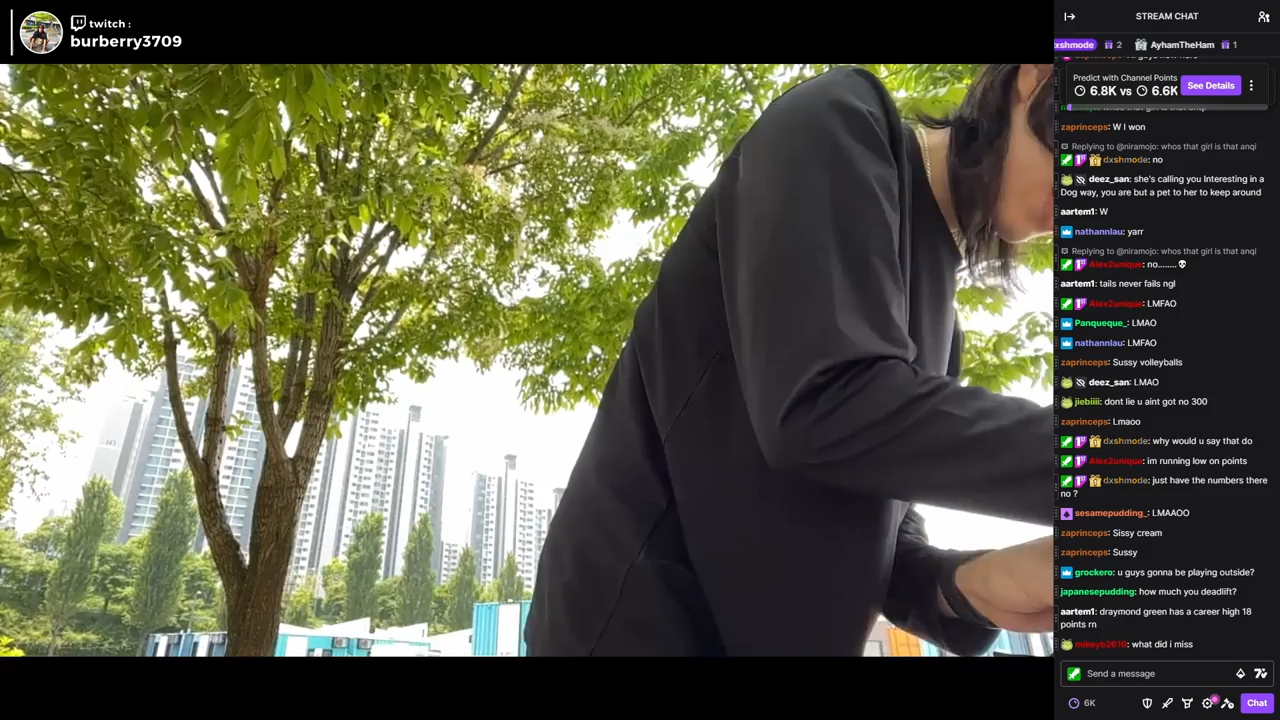 twitch :
burberry3709
STREAM CHAT
xshmode 2 AyhamTheHam 1
Predict with Channel Points
6.8K vs 6.6K
See Details
zaprinceps: W I won
Replying to @niramojo: whos that girl is that anqi
dxshmode: no
deez_san: she's calling you Interesting in a
Dog way, you are but a pet to her to keep around
aartem1: W
nathannlau: yarr
Replying to @niramojo: whos that girl is that anqi
Alex2unique: no........💀
aartem1: tails never fails ngl
Alex2unique: LMFAO
Panqueque_: LMAO
nathannlau: LMFAO
zaprinceps: Sussy volleyballs
deez_san: LMAO
jiebiiii: dont lie u aint got no 300
zaprinceps: Lmaoo
dxshmode: why would u say that do
Alex2unique: im running low on points
dxshmode: just have the numbers there
no ?
sesamepudding_: LMAAOO
zaprinceps: Sissy cream
zaprinceps: Sussy
grockero: u guys gonna be playing outside?
japanesepudding: how much you deadlift?
aartem1: draymond green has a career high 18
points rn
mikeyb2610: what did i miss
Send a message
6K
Chat